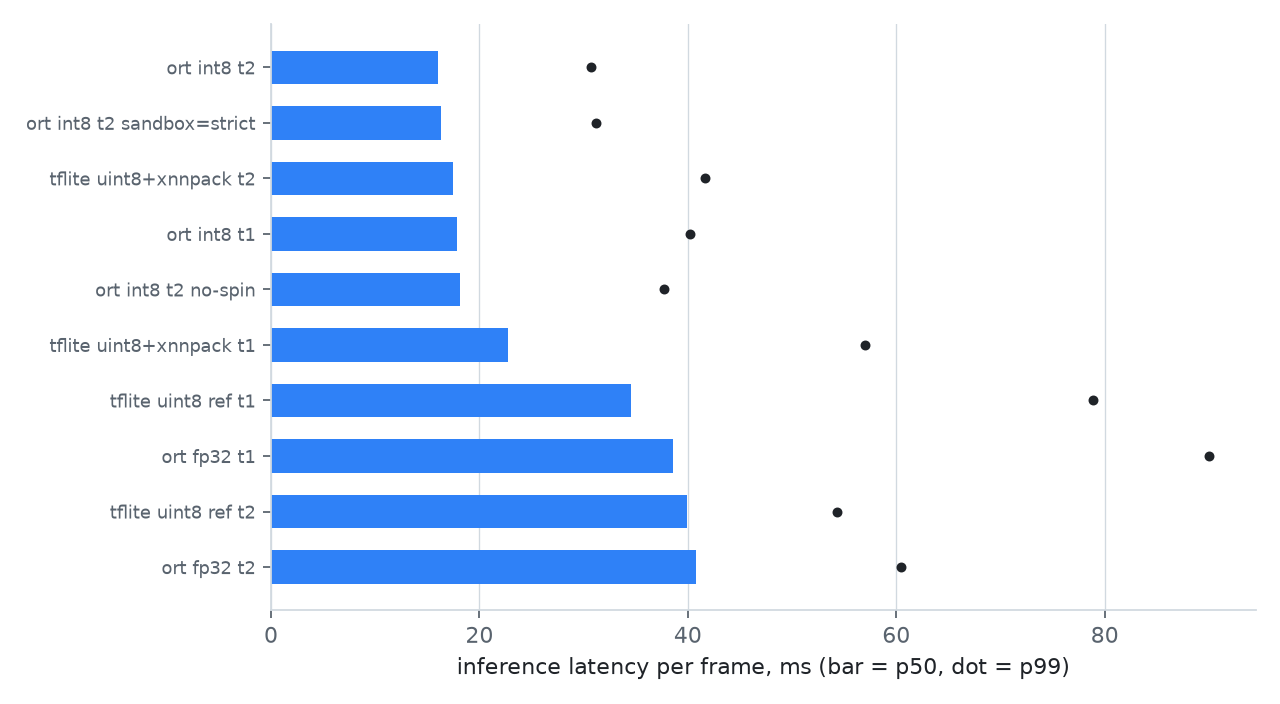 ort int8 t2
ort int8 t2 sandbox=strict
tflite uint8+xnnpack t2
ort int8 t1
ort int8 t2 no-spin
tflite uint8+xnnpack t1
tflite uint8 ref t1
ort fp32 t1
tflite uint8 ref t2
ort fp32 t2
0 20 40 60 80
inference latency per frame, ms (bar = p50, dot = p99)